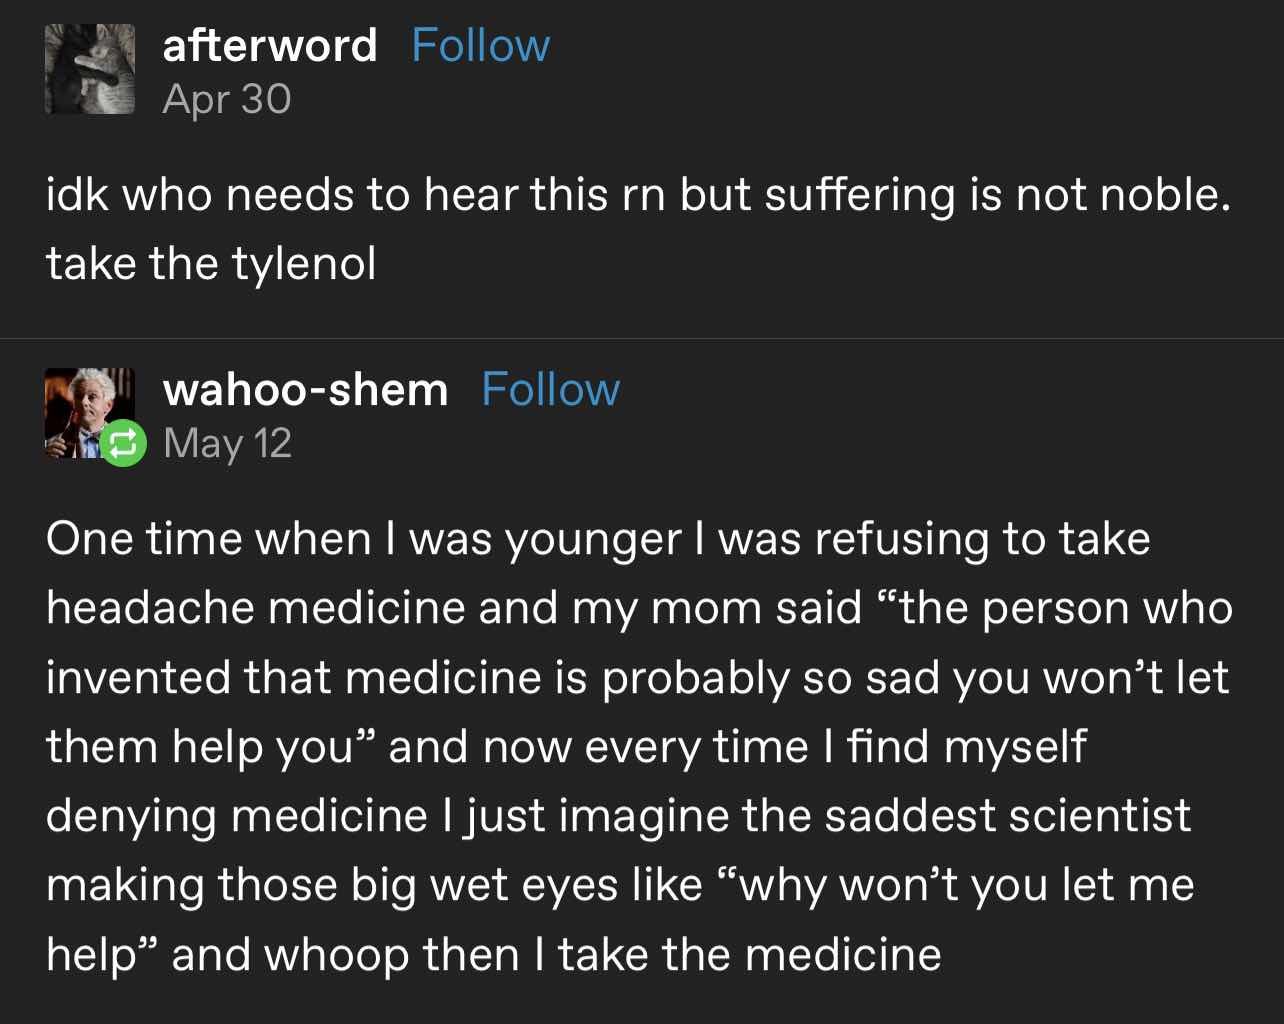 afterword Follow
Apr 30
idk who needs to hear this rn but suffering is not noble.
take the tylenol
wahoo-shem Follow
May 12
One time when I was younger I was refusing to take
headache medicine and my mom said “the person who
invented that medicine is probably so sad you won’t let
them help you” and now every time I find myself
denying medicine I just imagine the saddest scientist
making those big wet eyes like “why won’t you let me
help” and whoop then I take the medicine